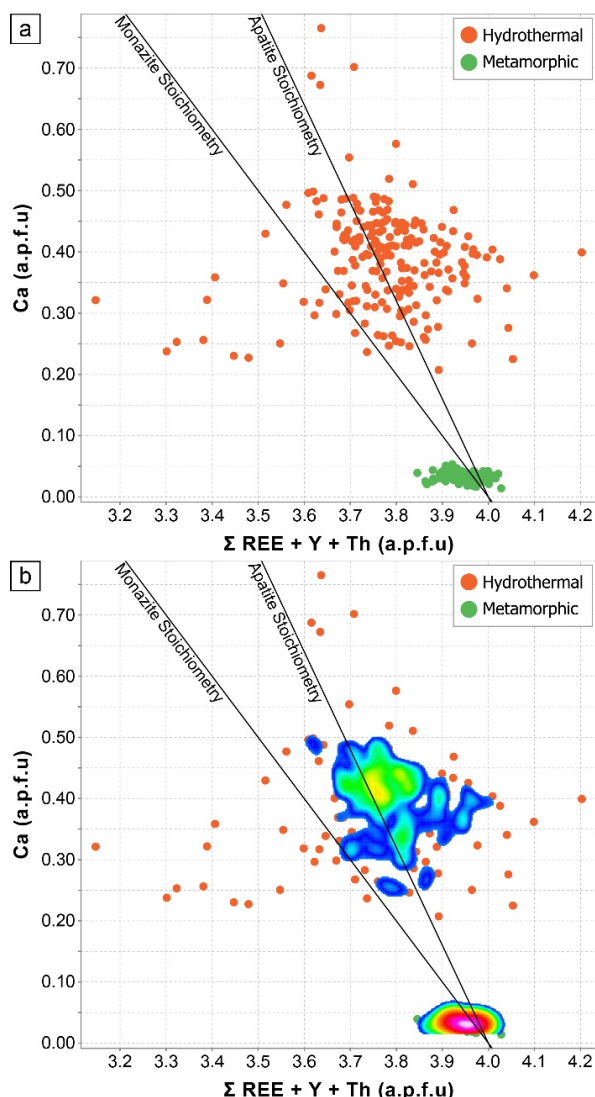 a
Hydrothermal
Metamorphic
Monazite Stoichiometry
Apatite Stoichiometry
Ca (a.p.f.u)
0.70
0.60
0.50
0.40
0.30
0.20
0.10
0.00
3.2 3.3 3.4 3.5 3.6 3.7 3.8 3.9 4.0 4.1 4.2
Σ REE + Y + Th (a.p.f.u)
b
Hydrothermal
Metamorphic
Monazite Stoichiometry
Apatite Stoichiometry
Ca (a.p.f.u)
0.70
0.60
0.50
0.40
0.30
0.20
0.10
0.00
3.2 3.3 3.4 3.5 3.6 3.7 3.8 3.9 4.0 4.1 4.2
Σ REE + Y + Th (a.p.f.u)